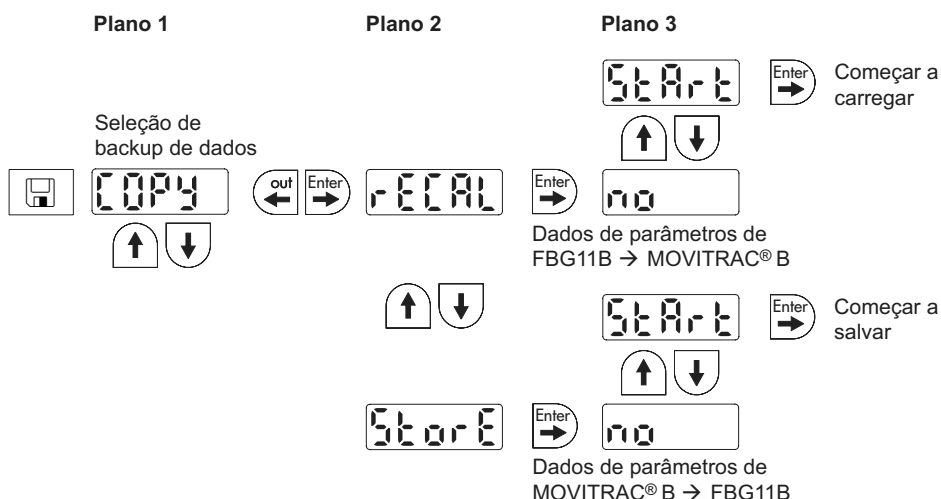 Plano 1 Plano 2 Plano 3
StArt Enter Começar a
carregar
Seleção de
backup de dados
COPY out Enter rECAL Enter no
Dados de parâmetros de
FBG11B → MOVITRAC® B
StArt Enter Começar a
salvar
StorE Enter no
Dados de parâmetros de
MOVITRAC® B → FBG11B